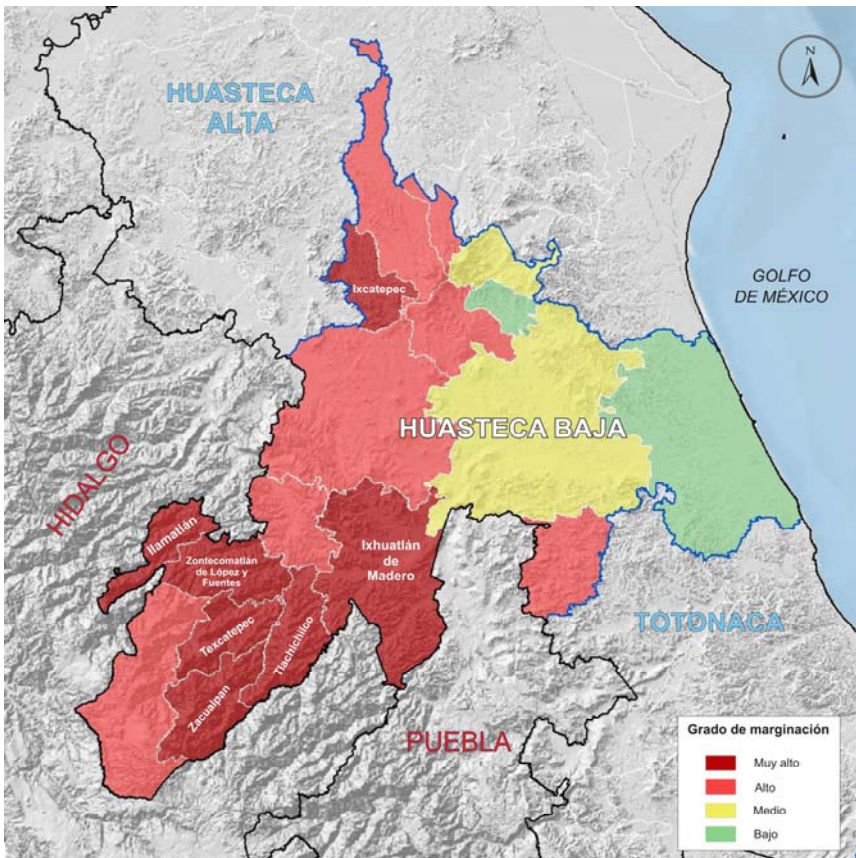 N
HUASTECA
ALTA
GOLFO
DE MÉXICO
Ixcatepec
HUASTECA BAJA
HIDALGO
Ilamatlán
Zontecomatlán
de López y
Fuentes
Ixhuatlán
de
Madero
Texcatepec
Tlachichilco
Zacualpan
TOTONACA
PUEBLA
Grado de marginación
Muy alto
Alto
Medio
Bajo